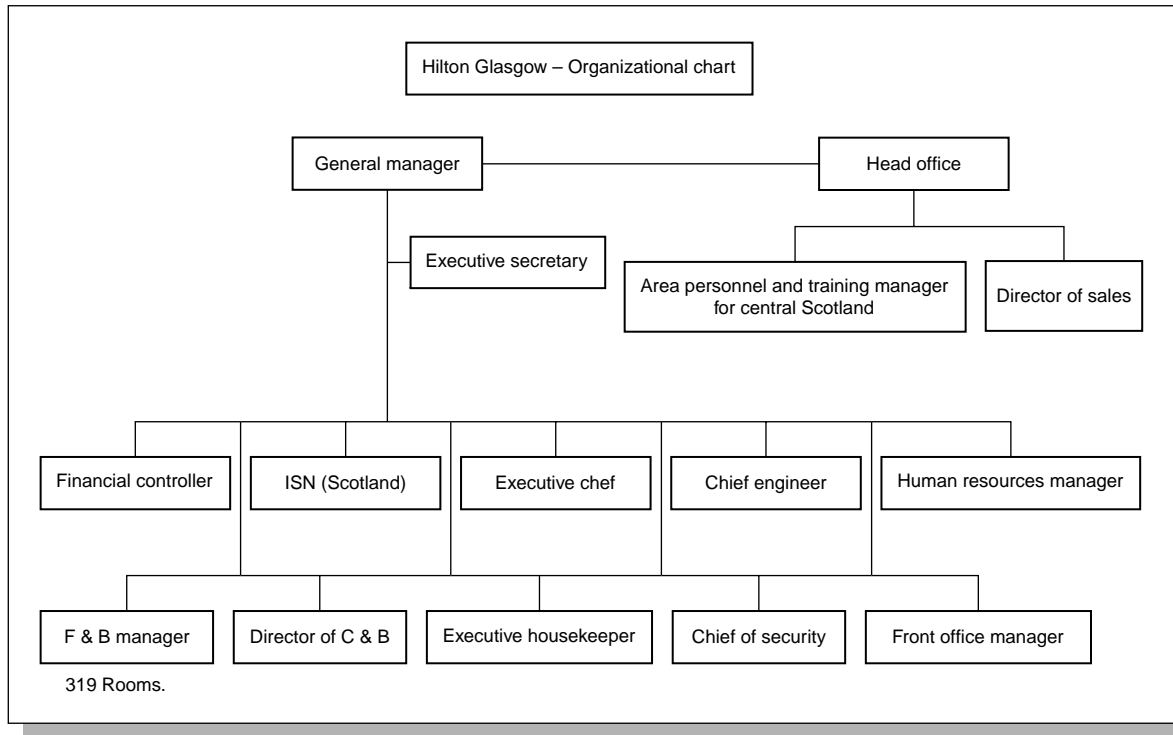 Hilton Glasgow – Organizational chart
General manager
Head office
Executive secretary
Area personnel and training manager
for central Scotland
Director of sales
Financial controller
ISN (Scotland)
Executive chef
Chief engineer
Human resources manager
F & B manager
Director of C & B
Executive housekeeper
Chief of security
Front office manager
319 Rooms.